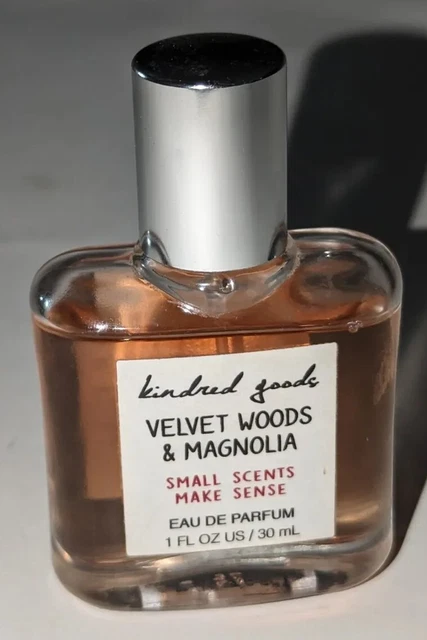 kindred goods
VELVET WOODS
& MAGNOLIA
SMALL SCENTS
MAKE SENSE
EAU DE PARFUM
1 FL OZ US / 30 mL